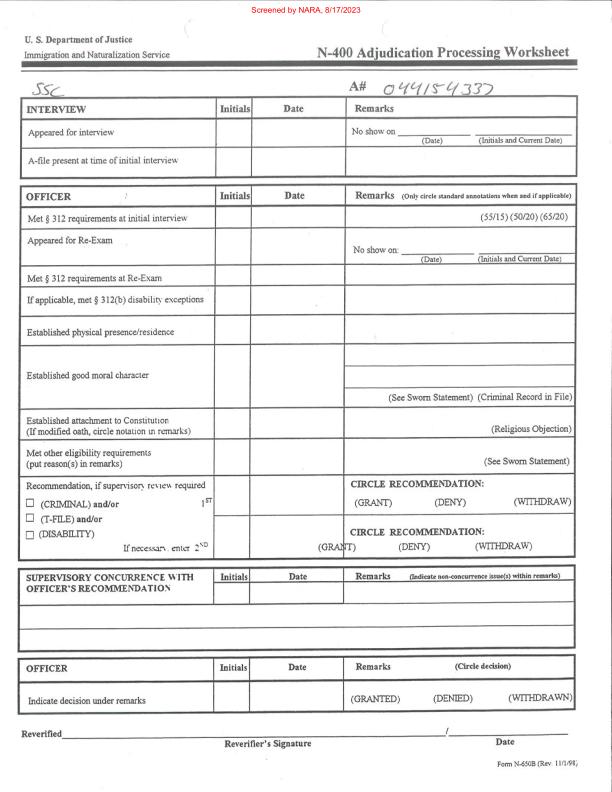 Screened by NARA, 8/17/2023
U. S. Department of Justice
Immigration and Naturalization Service
N-400 Adjudication Processing Worksheet
SSC A# 044154337
INTERVIEW Initials Date Remarks
Appeared for interview No show on
(Date) (Initials and Current Date)
A-file present at time of initial interview
OFFICER Initials Date Remarks (Only circle standard annotations when and if applicable)
Met § 312 requirements at initial interview (55/15) (50/20) (65/20)
Appeared for Re-Exam
No show on:
(Date) (Initials and Current Date)
Met § 312 requirements at Re-Exam
If applicable, met § 312(b) disability exceptions
Established physical presence/residence
Established good moral character
(See Sworn Statement) (Criminal Record in File)
Established attachment to Constitution
(If modified oath, circle notation in remarks) (Religious Objection)
Met other eligibility requirements
(put reason(s) in remarks) (See Sworn Statement)
Recommendation, if supervisory review required CIRCLE RECOMMENDATION:
(CRIMINAL) and/or 1ST (GRANT) (DENY) (WITHDRAW)
(T-FILE) and/or
(DISABILITY) CIRCLE RECOMMENDATION:
If necessary, enter 2ND (GRANT) (DENY) (WITHDRAW)
SUPERVISORY CONCURRENCE WITH Initials Date Remarks (Indicate non-concurrence issue(s) within remarks)
OFFICER'S RECOMMENDATION
OFFICER Initials Date Remarks (Circle decision)
Indicate decision under remarks (GRANTED) (DENIED) (WITHDRAWN)
Reverified /
Reverifier's Signature Date
Form N-650B (Rev. 11/1/98)